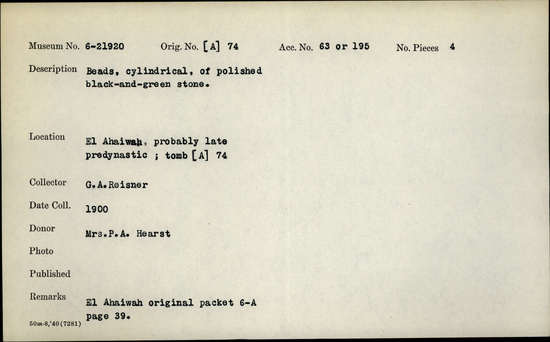 Museum No. 6-21920 Orig. No. [A] 74 Acc. No. 63 or 195 No. Pieces 4
Description Beads, cylindrical, of polished
black-and-green stone.
Location El Ahaiwah, probably late
predynastic ; tomb [A] 74
Collector G.A.Reisner
Date Coll. 1900
Donor Mrs.P.A. Hearst
Photo
Published
Remarks El Ahaiwah original packet 6-A
page 39.
50m-8,'40(7281)